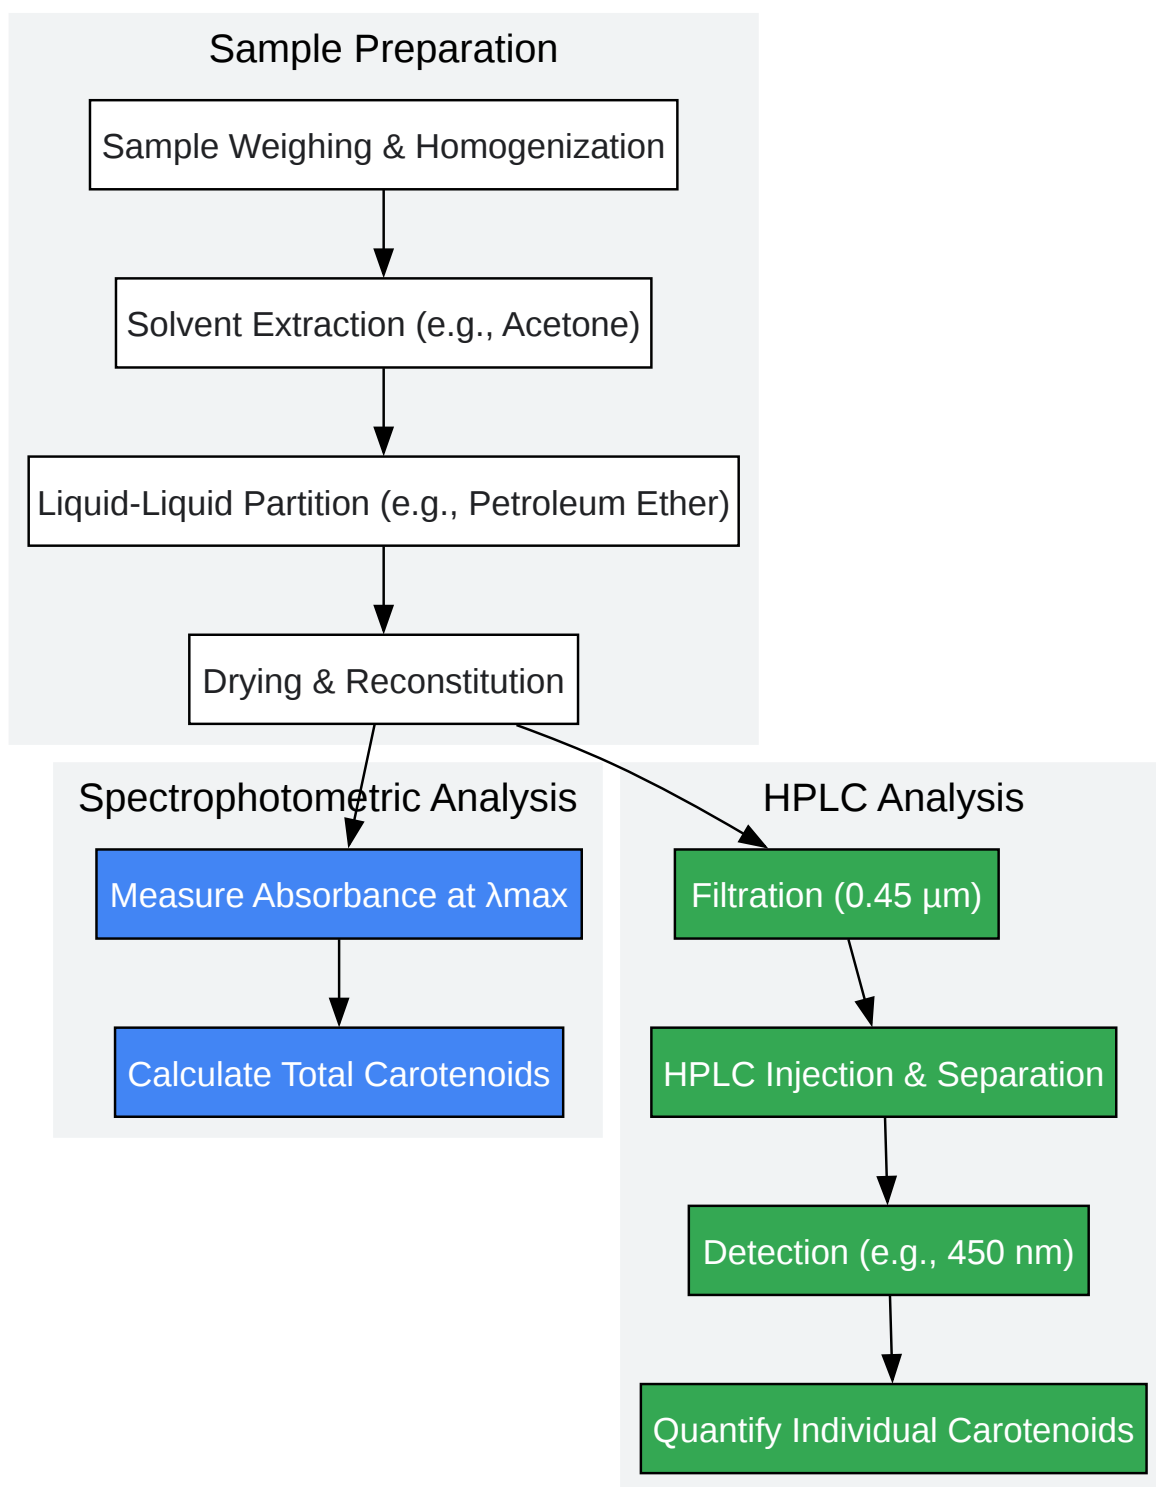 Sample Preparation
Sample Weighing & Homogenization
Solvent Extraction (e.g., Acetone)
Liquid-Liquid Partition (e.g., Petroleum Ether)
Drying & Reconstitution
Spectrophotometric Analysis
Measure Absorbance at λmax
Calculate Total Carotenoids
HPLC Analysis
Filtration (0.45 µm)
HPLC Injection & Separation
Detection (e.g., 450 nm)
Quantify Individual Carotenoids